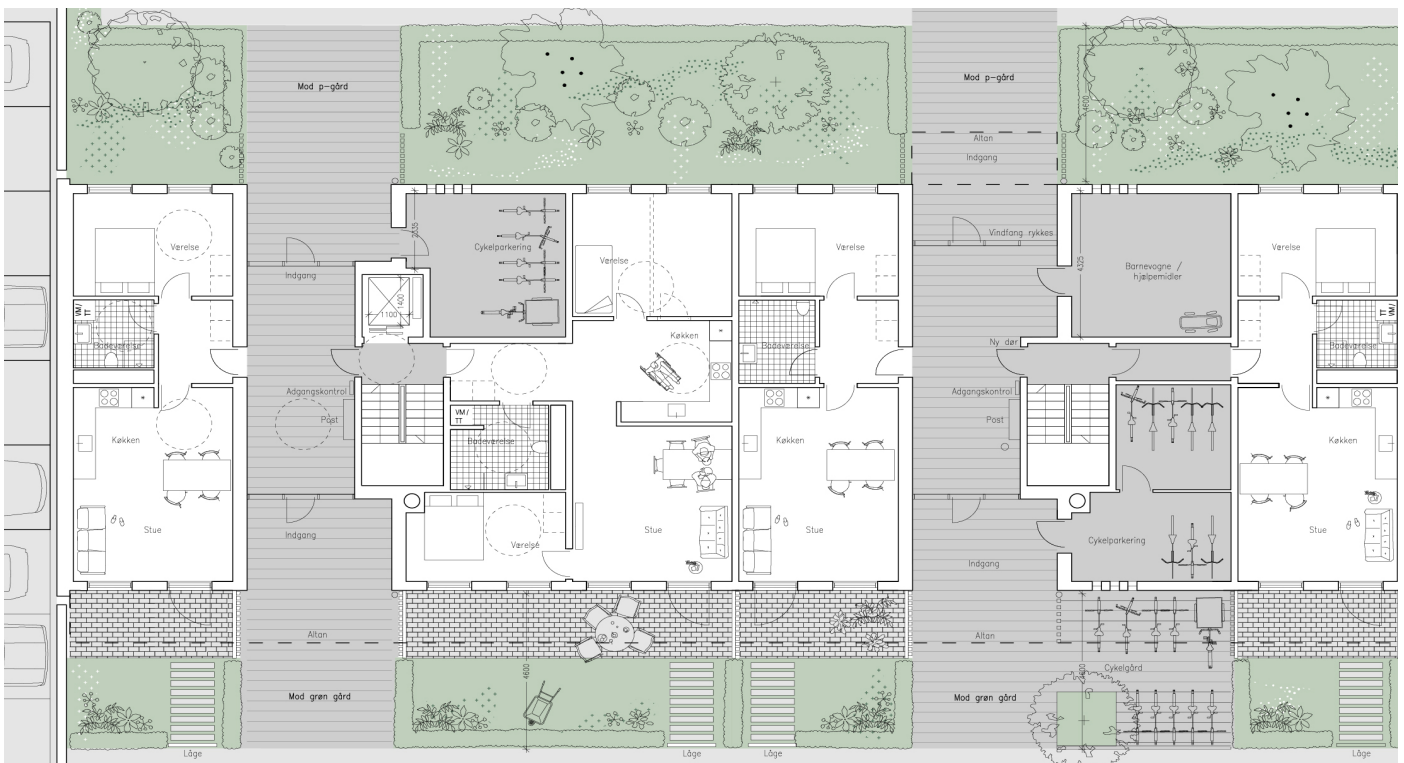 Mod p-gård
Mod p-gård
4600
Altan
Indgang
Værelse
2535
Cykelparkering
Værelse
Værelse
Vindfang rykkes
Værelse
Indgang
4325
Barnevogne /
hjælpemidler
1400
1100
VM/
TT
Badeværelse
Køkken
Badeværelse
Ny dør
TT
VM/
Badeværelse
Adgangskontrol
Adgangskontrol
Post
Post
VM/
TT
Badeværelse
Køkken
Køkken
Køkken
Stue
Indgang
Værelse
Stue
Stue
Indgang
Cykelparkering
Stue
Altan
Altan
4600
4600
Cykelgård
Mod grøn gård
Mod grøn gård
Låge
Låge
Låge
Låge